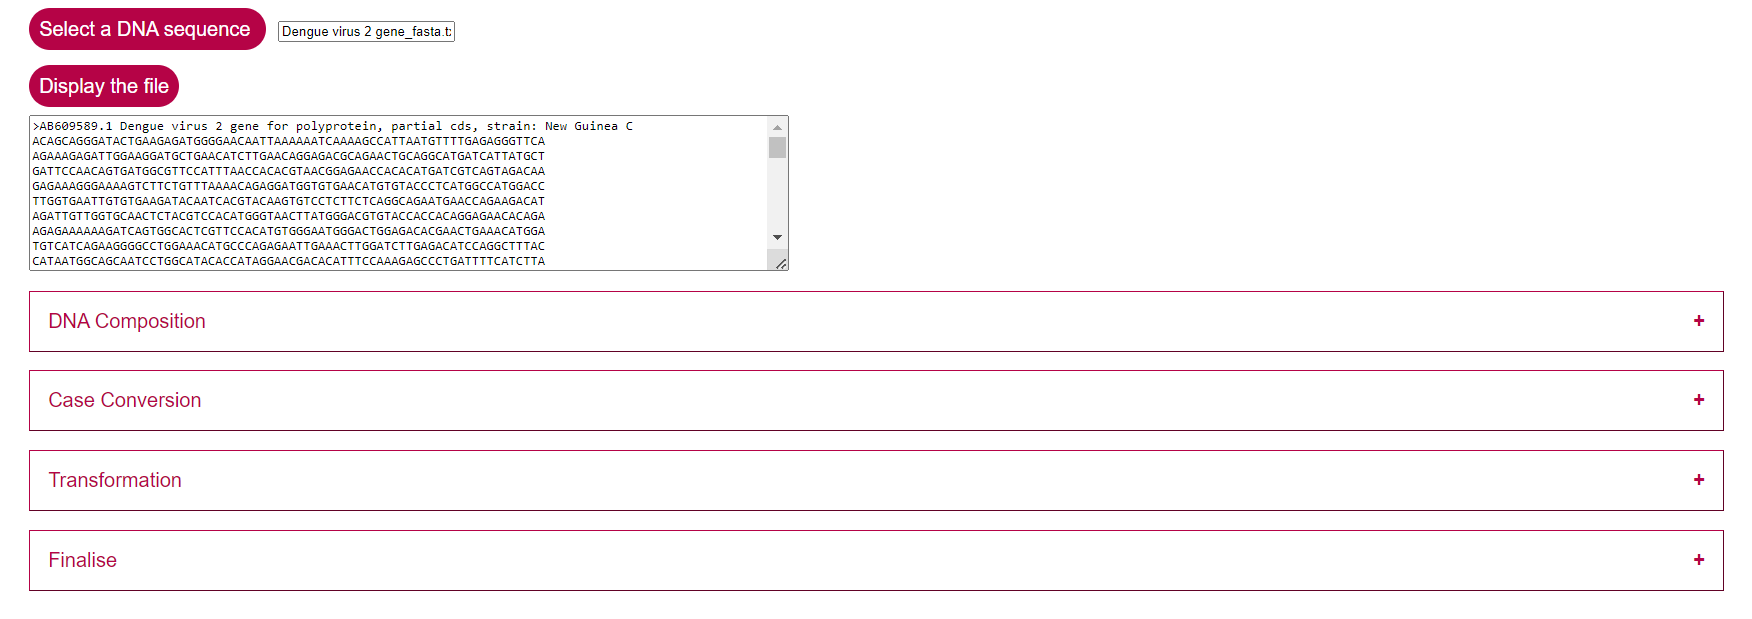 Select a DNA sequence Dengue virus 2 gene_fasta.t
Display the file
>AB609589.1 Dengue virus 2 gene for polyprotein, partial cds, strain: New Guinea C
ACAGCAGGGATACTGAAGAGATGGGGAACAATTAAAAAATCAAAAGCCATTAATGTTTTGAGAGGGTTCA
AGAAAGAGATTGGAAGGATGCTGAACATCTTGAACAGGAGACGCAGAACTGCAGGCATGATCATTATGCT
GATTCCAACAGTGATGGCGTTCCATTTAACCACACGTAACGGAGAACCACACATGATCGTCAGTAGACAA
GAGAAAGGGAAAAGTCTTCTGTTTAAAACAGAGGATGGTGTGAACATGTGTACCCTCATGGCCATGGACC
TTGGTGAATTGTGTGAAGATACAATCACGTACAAGTGTCCTCTTCTCAGGCAGAATGAACCAGAAGACAT
AGATTGTTGGTGCAACTCTACGTCCACATGGGTAACTTATGGGACGTGTACCACCACAGGAGAACACAGA
AGAGAAAAAAGATCAGTGGCACTCGTTCCACATGTGGGAATGGGACTGGAGACACGAACTGAAACATGGA
TGTCATCAGAAGGGGCCTGGAAACATGCCCAGAGAATTGAAACTTGGATCTTGAGACATCCAGGCTTTAC
CATAATGGCAGCAATCCTGGCATACACCATAGGAACGACACATTTCCAAAGAGCCCTGATTTTCATCTTA
DNA Composition +
Case Conversion +
Transformation +
Finalise +